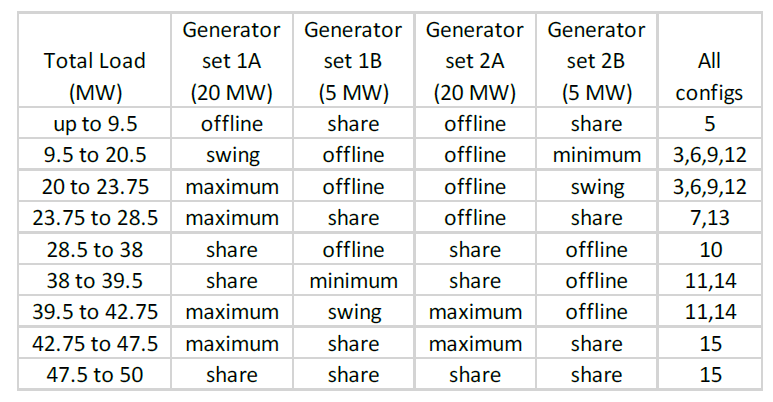 Total Load (MW) | Generator set 1A (20 MW) | Generator set 1B (5 MW) | Generator set 2A (20 MW) | Generator set 2B (5 MW) | All configs
up to 9.5 | offline | share | offline | share | 5
9.5 to 20.5 | swing | offline | offline | minimum | 3,6,9,12
20 to 23.75 | maximum | offline | offline | swing | 3,6,9,12
23.75 to 28.5 | maximum | share | offline | share | 7,13
28.5 to 38 | share | offline | share | offline | 10
38 to 39.5 | share | minimum | share | offline | 11,14
39.5 to 42.75 | maximum | swing | maximum | offline | 11,14
42.75 to 47.5 | maximum | share | maximum | share | 15
47.5 to 50 | share | share | share | share | 15